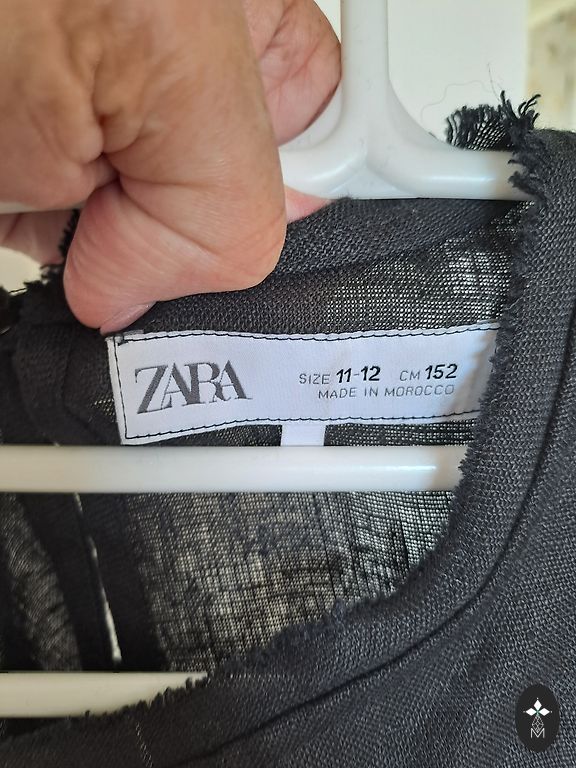 ZARA
SIZE 11-12 CM 152
MADE IN MOROCCO
M